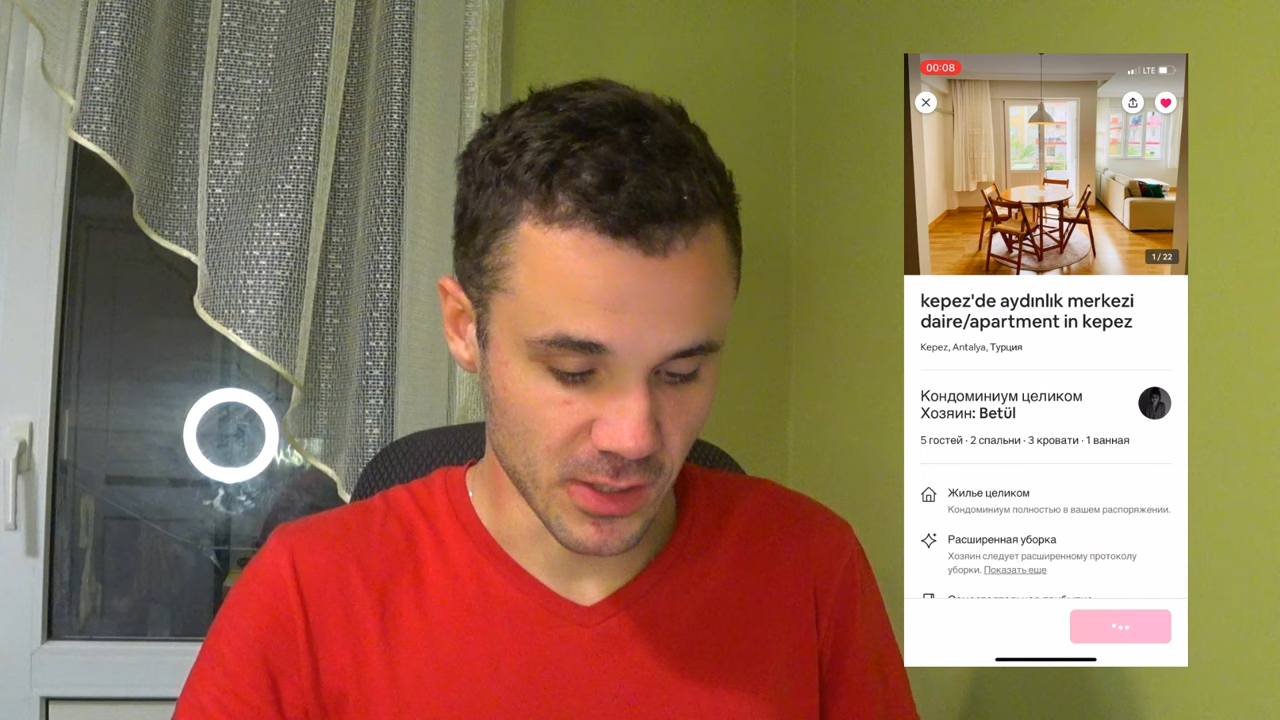 00:08
LTE
1 / 22
kepez'de aydınlık merkezi
daire/apartment in kepez
Kepez, Antalya, Турция
Кондоминиум целиком
Хозяин: Betül
5 гостей · 2 спальни · 3 кровати · 1 ванная
Жилье целиком
Кондоминиум полностью в вашем распоряжении.
Расширенная уборка
Хозяин следует расширенному протоколу
уборки. Показать еще